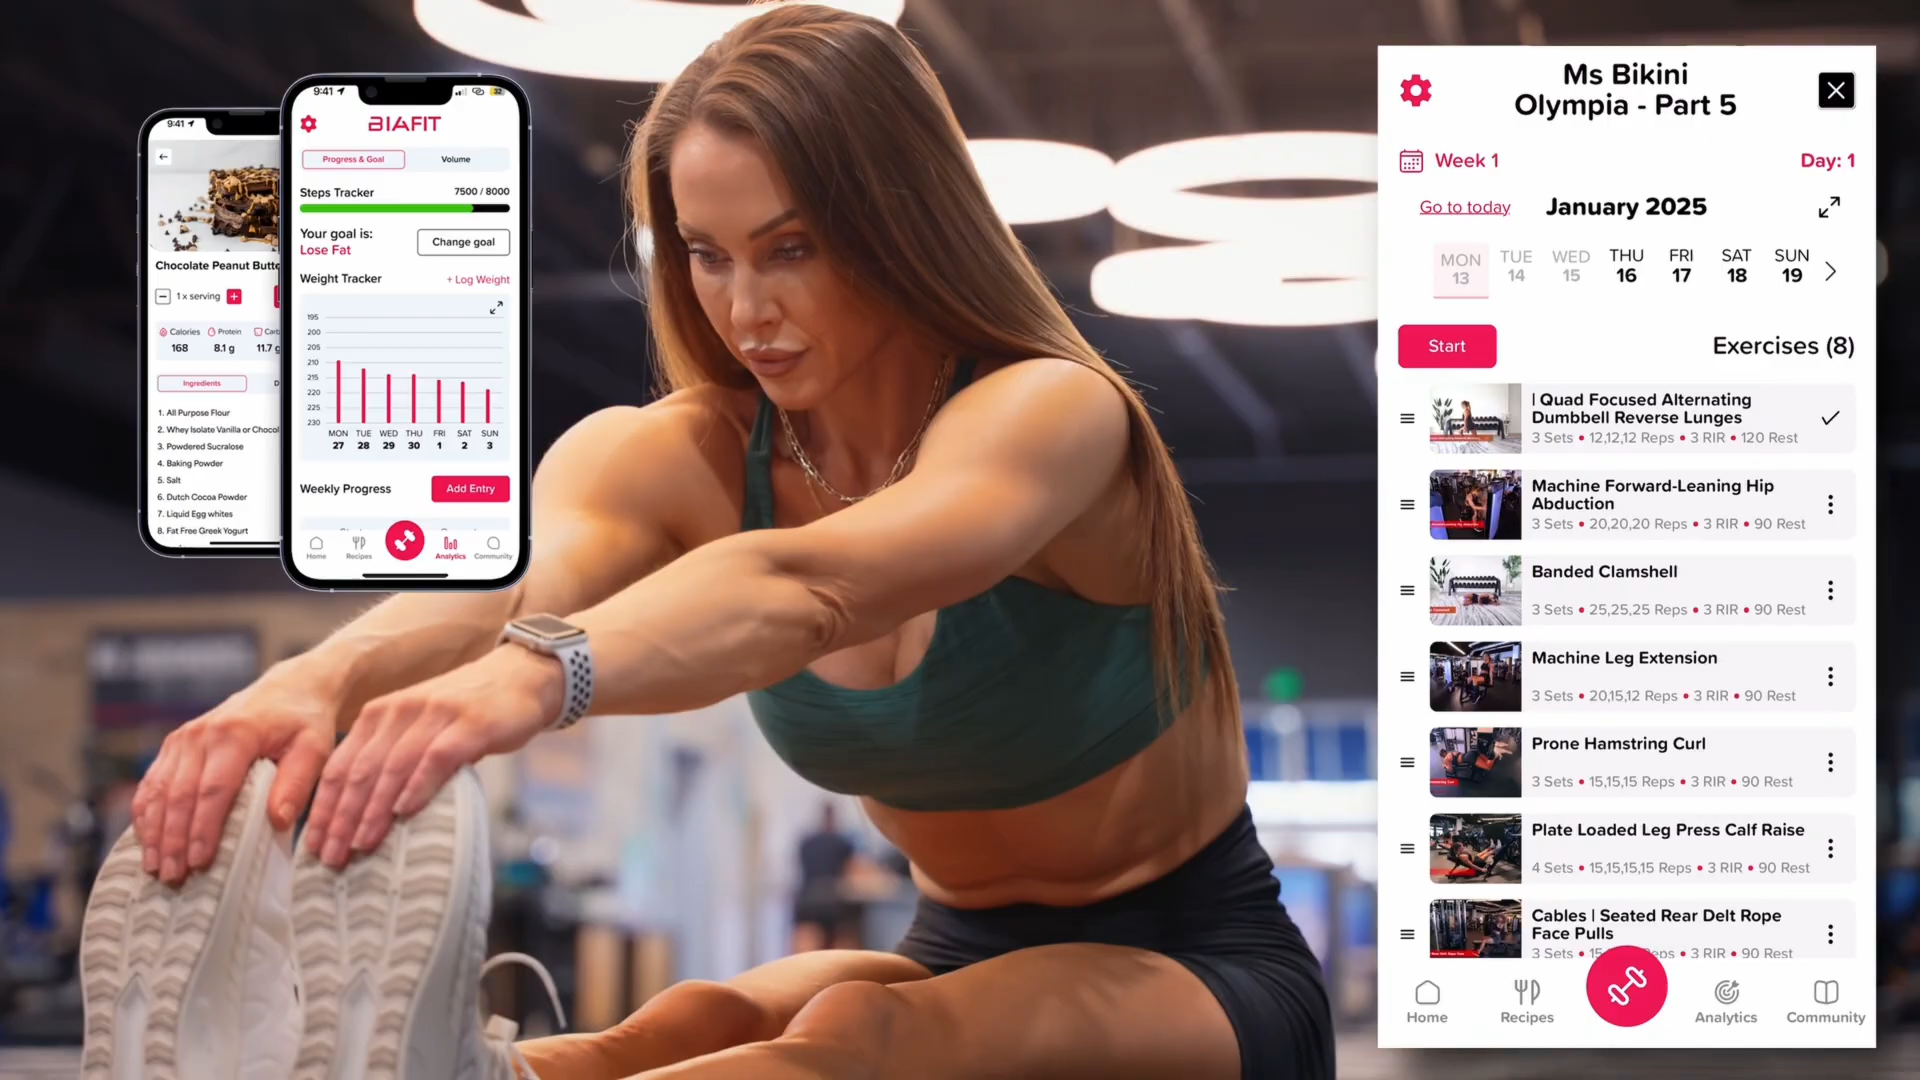 9:41
Chocolate Peanut Butte
1 x serving
Calories Protein Carb
168 8.1 g 11.7 g
Ingredients D
1. All Purpose Flour
2. Whey Isolate Vanilla or Chocol
3. Powdered Sucralose
4. Baking Powder
5. Salt
6. Dutch Cocoa Powder
7. Liquid Egg whites
8. Fat Free Greek Yogurt
9:41 32
BIAFIT
Progress & Goal Volume
Steps Tracker 7500 / 8000
Your goal is:
Lose Fat
Change goal
Weight Tracker + Log Weight
195
200
205
210
215
220
225
230
MON TUE WED THU FRI SAT SUN
27 28 29 30 1 2 3
Weekly Progress Add Entry
Home Recipes Analytics Community
Ms Bikini
Olympia - Part 5
Week 1 Day: 1
Go to today January 2025
MON TUE WED THU FRI SAT SUN
13 14 15 16 17 18 19
Start Exercises (8)
| Quad Focused Alternating
Dumbbell Reverse Lunges
3 Sets • 12,12,12 Reps • 3 RIR • 120 Rest
Machine Forward-Leaning Hip
Abduction
3 Sets • 20,20,20 Reps • 3 RIR • 90 Rest
Banded Clamshell
3 Sets • 25,25,25 Reps • 3 RIR • 90 Rest
Machine Leg Extension
3 Sets • 20,15,12 Reps • 3 RIR • 90 Rest
Prone Hamstring Curl
3 Sets • 15,15,15 Reps • 3 RIR • 90 Rest
Plate Loaded Leg Press Calf Raise
4 Sets • 15,15,15,15 Reps • 3 RIR • 90 Rest
Cables | Seated Rear Delt Rope
Face Pulls
3 Sets • 15 eps • 3 RIR • 90 Rest
Home Recipes Analytics Community